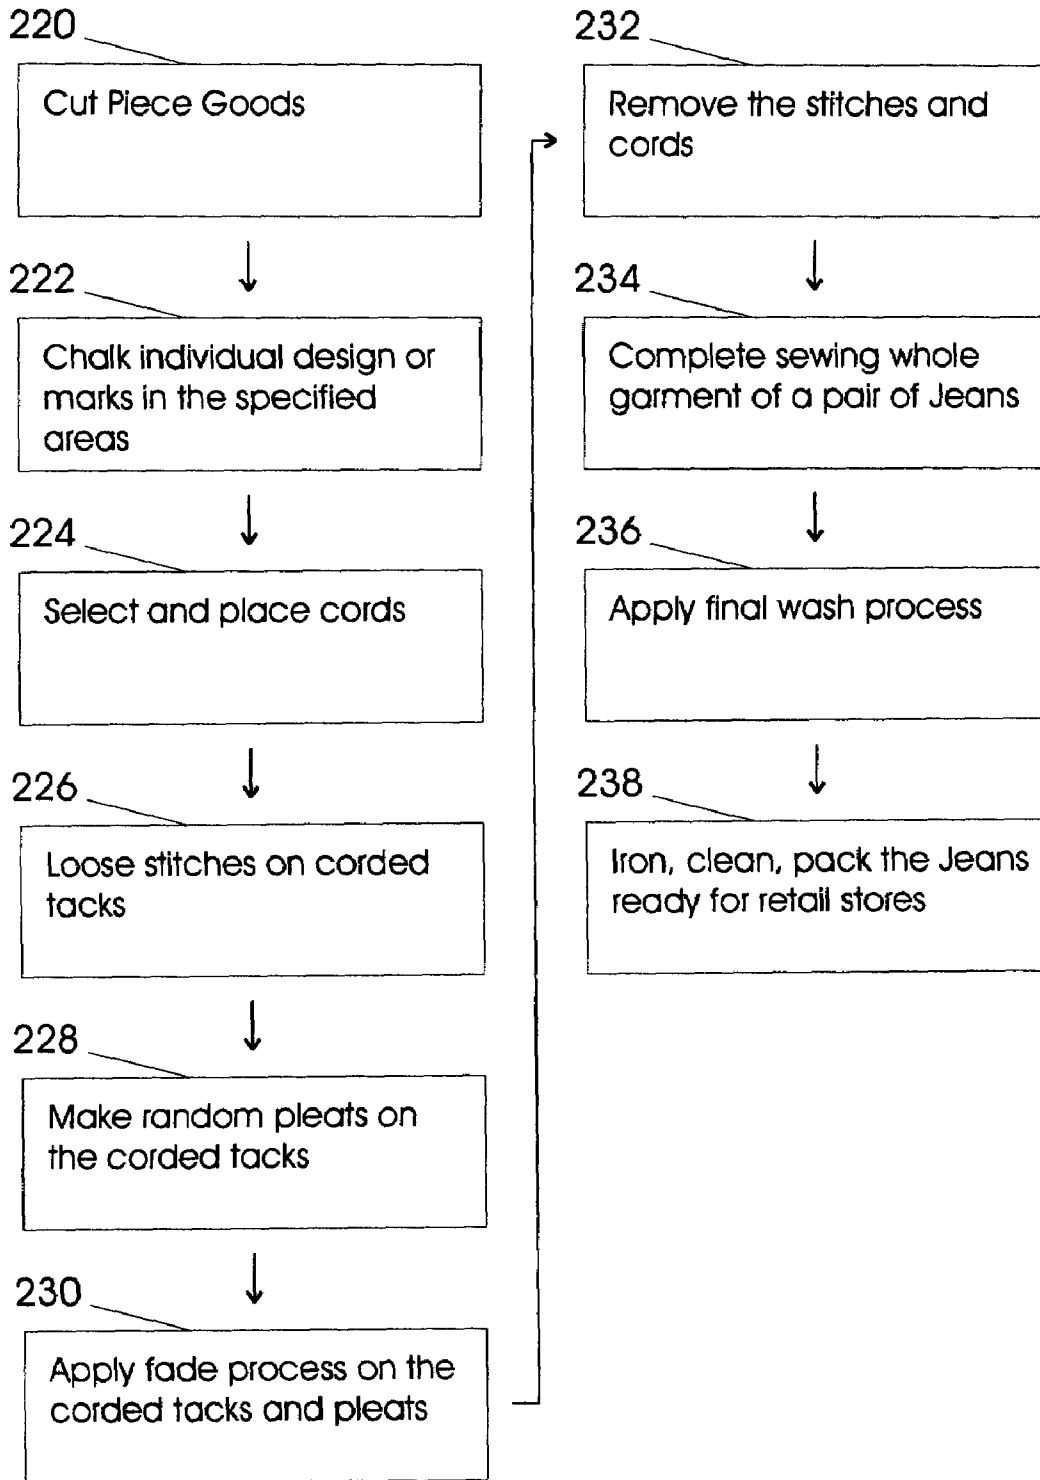 220
Cut Piece Goods
222
Chalk individual design or
marks in the specified
areas
224
Select and place cords
226
Loose stitches on corded
tacks
228
Make random pleats on
the corded tacks
230
Apply fade process on the
corded tacks and pleats
232
Remove the stitches and
cords
234
Complete sewing whole
garment of a pair of Jeans
236
Apply final wash process
238
Iron, clean, pack the Jeans
ready for retail stores